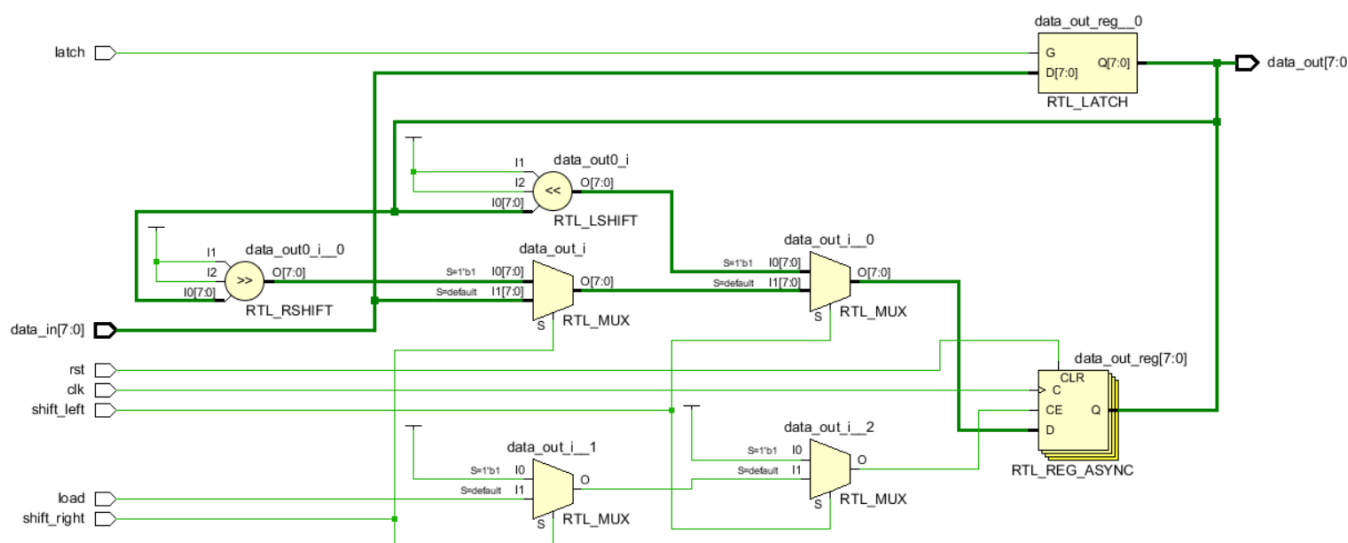 data_out_reg__0
latch
G
D[7:0]
Q[7:0]
data_out[7:0
RTL_LATCH
data_out0_i
I1
I2
I0[7:0]
<<
O[7:0]
RTL_LSHIFT
data_out0_i__0
I1
I2
I0[7:0]
>>
O[7:0]
RTL_RSHIFT
data_out_i
S=1'b1
I0[7:0]
S=default
I1[7:0]
O[7:0]
S
RTL_MUX
data_out_i__0
S=1'b1
I0[7:0]
S=default
I1[7:0]
O[7:0]
S
RTL_MUX
data_in[7:0]
rst
clk
shift_left
data_out_reg[7:0]
CLR
C
CE
Q
D
RTL_REG_ASYNC
data_out_i__2
S=1'b1
I0
S=default
I1
O
S
RTL_MUX
data_out_i__1
S=1'b1
I0
S=default
I1
O
S
RTL_MUX
load
shift_right